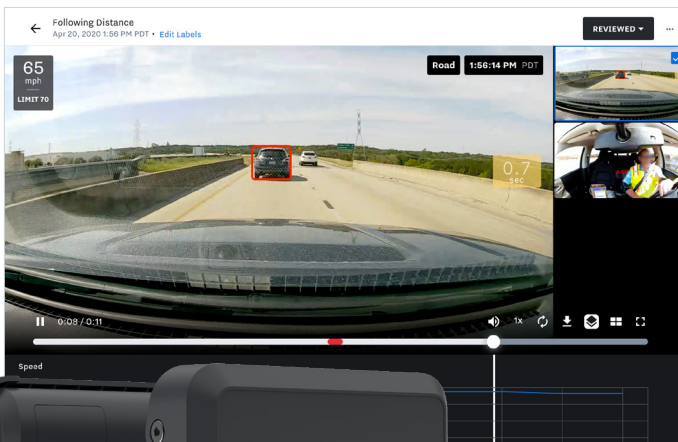 Following Distance
Apr 20, 2020 1:56 PM PDT • Edit Labels
REVIEWED
65
mph
LIMIT 70
Road
1:56:14 PM PDT
0.7
sec
0:08 / 0:11
1x
Speed